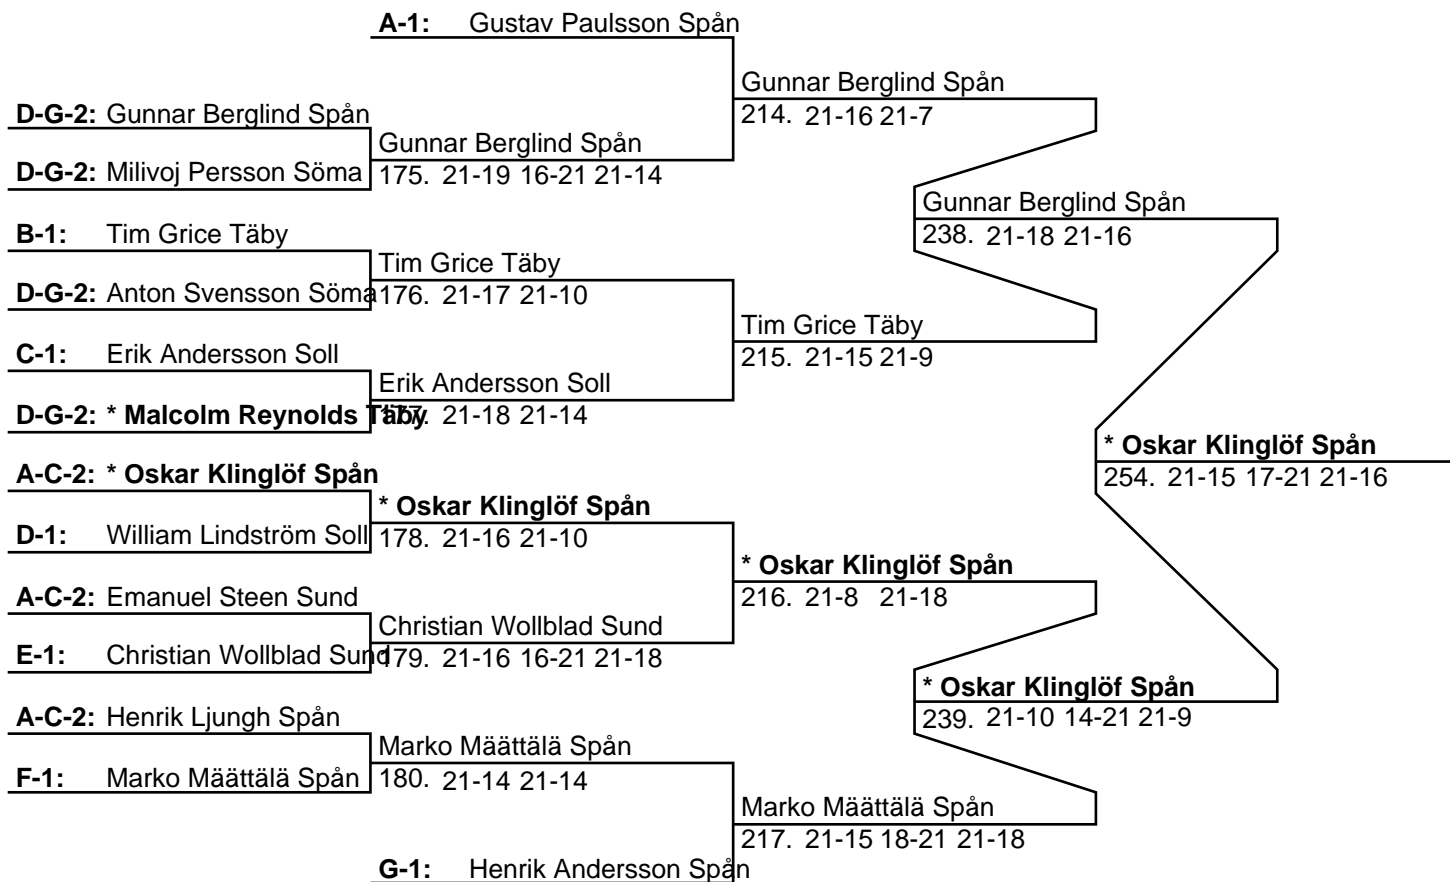 A-1: Gustav Paulsson Spån
Gunnar Berglind Spån
214. 21-16 21-7
D-G-2: Gunnar Berglind Spån
Gunnar Berglind Spån
175. 21-19 16-21 21-14
D-G-2: Milivoj Persson Söma
Gunnar Berglind Spån
238. 21-18 21-16
B-1: Tim Grice Täby
Tim Grice Täby
176. 21-17 21-10
D-G-2: Anton Svensson Söma
Tim Grice Täby
215. 21-15 21-9
C-1: Erik Andersson Soll
Erik Andersson Soll
177. 21-18 21-14
D-G-2: * Malcolm Reynolds Täby
* Oskar Klinglöf Spån
254. 21-15 17-21 21-16
A-C-2: * Oskar Klinglöf Spån
* Oskar Klinglöf Spån
178. 21-16 21-10
D-1: William Lindström Soll
* Oskar Klinglöf Spån
216. 21-8 21-18
A-C-2: Emanuel Steen Sund
Christian Wollblad Sund
179. 21-16 16-21 21-18
E-1: Christian Wollblad Sund
* Oskar Klinglöf Spån
239. 21-10 14-21 21-9
A-C-2: Henrik Ljungh Spån
Marko Määttälä Spån
180. 21-14 21-14
F-1: Marko Määttälä Spån
Marko Määttälä Spån
217. 21-15 18-21 21-18
G-1: Henrik Andersson Spån